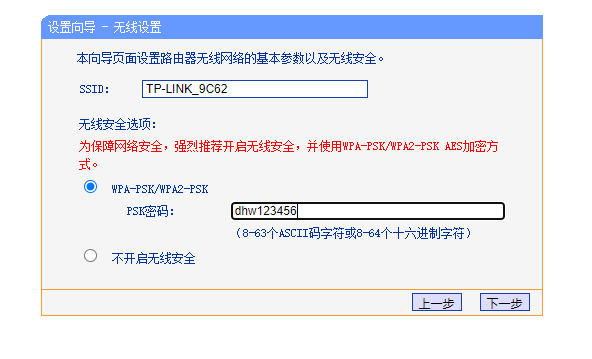 设置向导 - 无线设置
本向导页面设置路由器无线网络的基本参数以及无线安全。
SSID: TP-LINK_9C62
无线安全选项:
为保障网络安全,强烈推荐开启无线安全,并使用WPA-PSK/WPA2-PSK AES加密方
式。
WPA-PSK/WPA2-PSK
PSK密码: dhw123456
(8-63个ASCII码字符或8-64个十六进制字符)
不开启无线安全
上一步 下一步